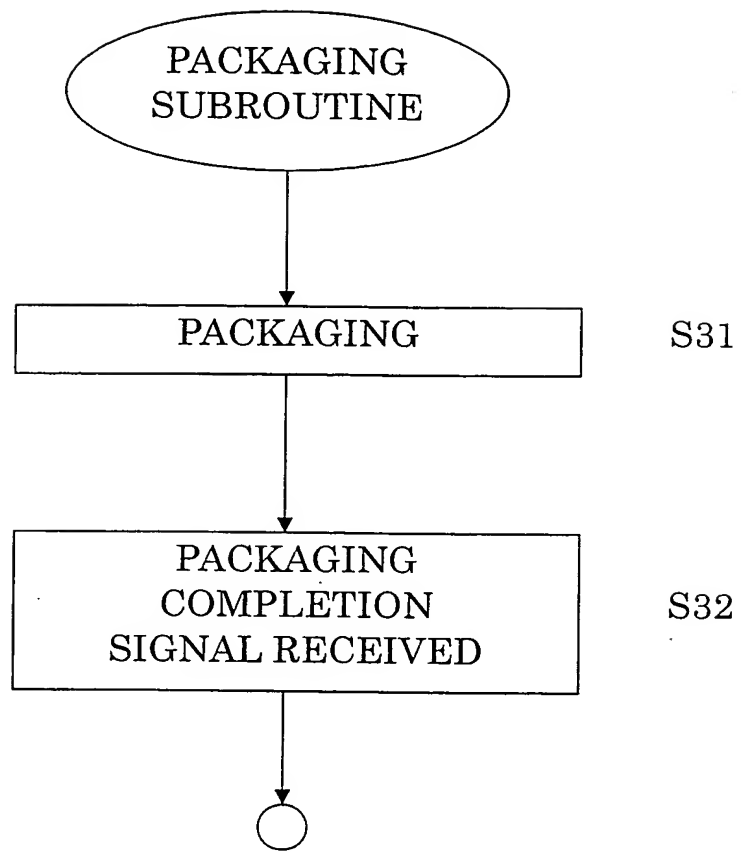 PACKAGING
SUBROUTINE
PACKAGING
S31
PACKAGING
COMPLETION
SIGNAL RECEIVED
S32